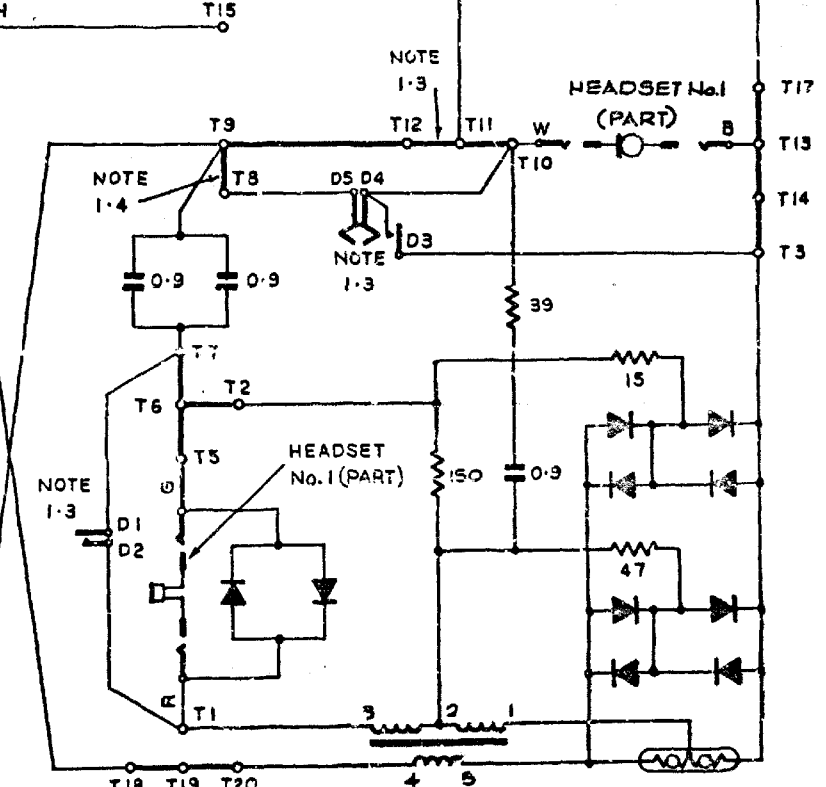 H
T15
NOTE
1·3
HEADSET No.1
(PART)
T17
T9
T12
T11
W
B
T13
T10
NOTE
1·4
T8
D5 D4
T14
D3
NOTE
1·3
T3
0·9
0·9
39
T7
T2
15
T6
T5
HEADSET
No.1 (PART)
G
150
0·9
NOTE
1·3
D1
D2
47
R
T1
3
2
1
4
5
T18
T19
T20